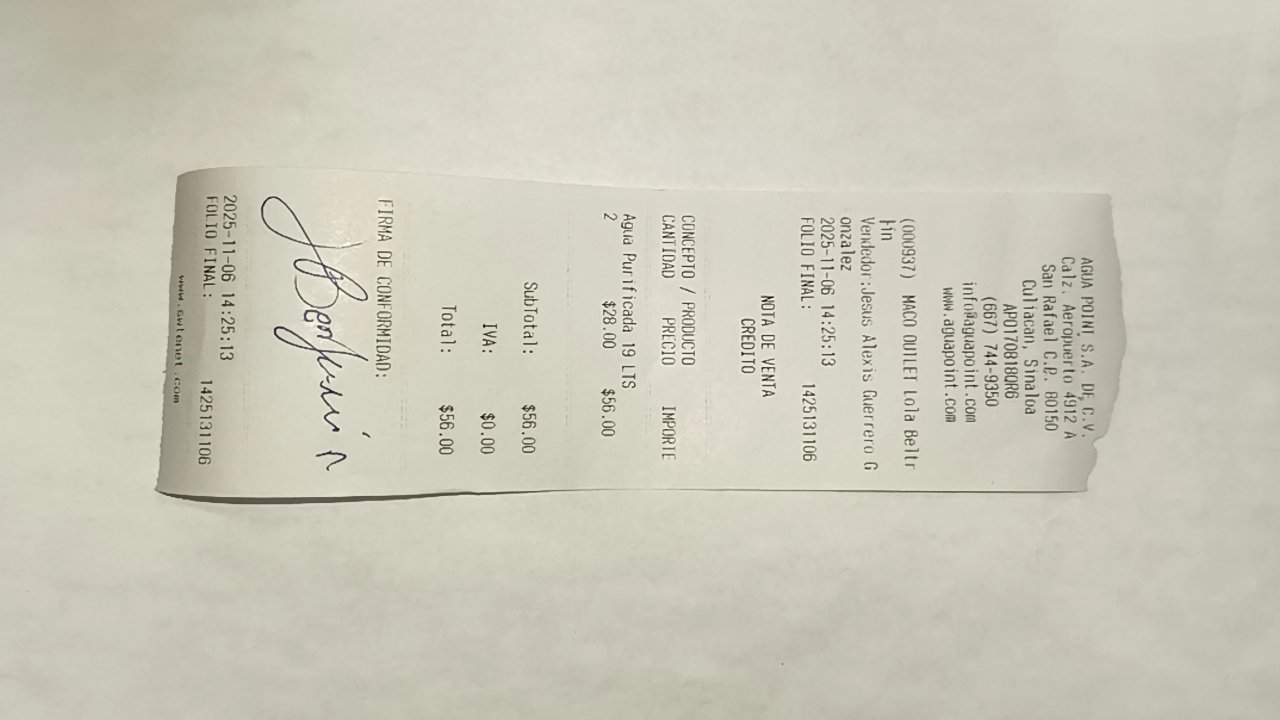 AGUA POINT S.A. DE C.V.
Calz. Aeropuerto 4912 A
San Rafael C.P. 80150
Culiacan, Sinaloa
APO170818QR6
(667) 744-9350
info@aguapoint.com
www.aguapoint.com
(000937) MACO OUTLET Lola Beltr
Vendedor:Jesus Alexis Guerrero G
onzalez
2025-11-06 14:25:13
FOLIO FINAL: 1425131106
NOTA DE VENTA
CREDITO
CONCEPTO / PRODUCTO
CANTIDAD PRECIO IMPORTE
Agua Purificada 19 LTS
2 $28.00 $56.00
SubTotal: $56.00
IVA: $0.00
Total: $56.00
FIRMA DE CONFORMIDAD:
2025-11-06 14:25:13
FOLIO FINAL: 1425131106